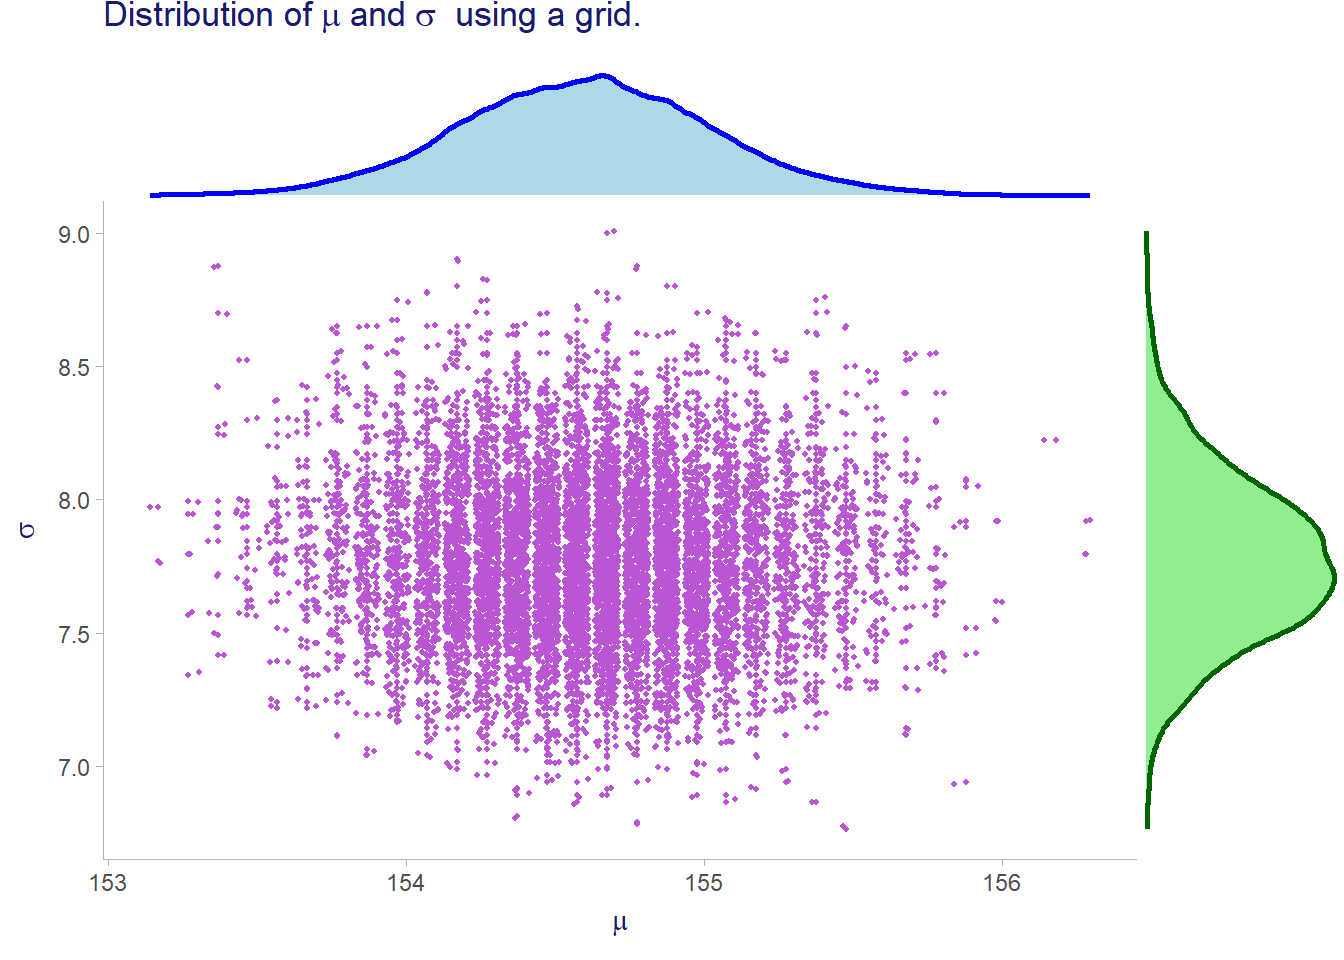 Distribution of μ and σ using a grid.
9.0
8.5
8.0
σ
7.5
7.0
153 154 155 156
μ